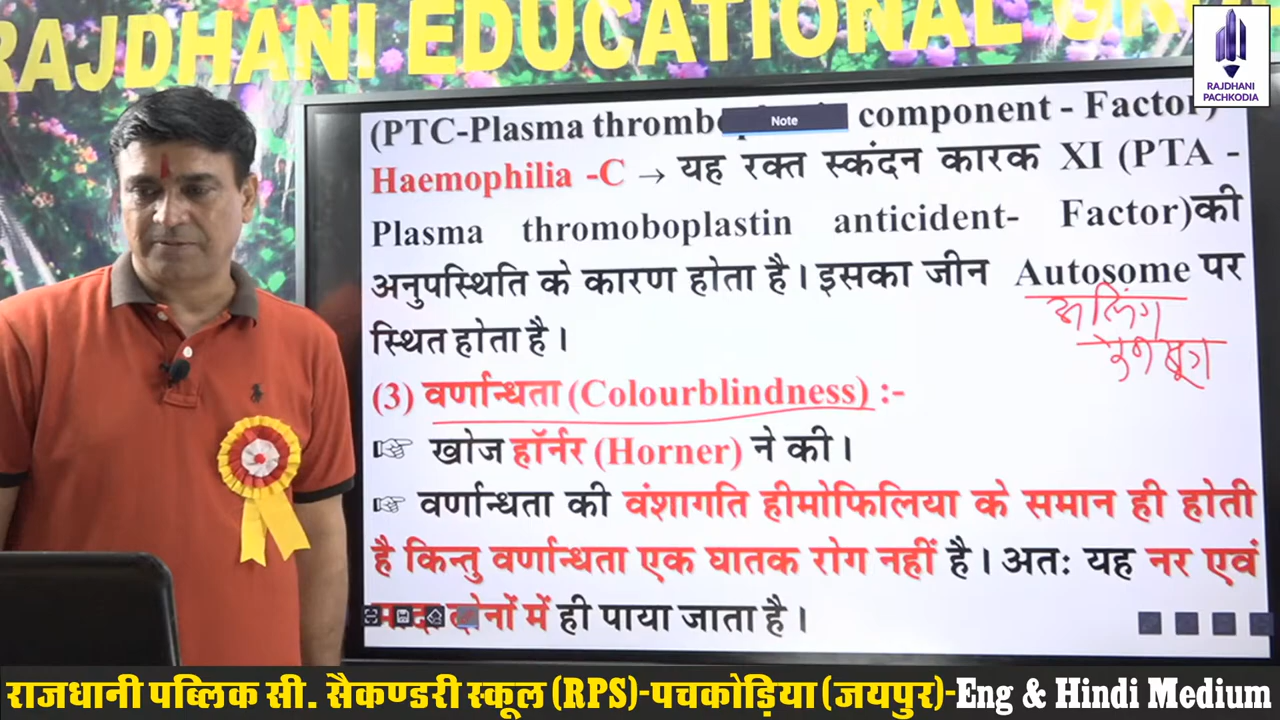 RAJDHANI EDUCATIONAL
RAJDHANI
PACHKODIA
Note
(PTC-Plasma component - Factor)
Haemophilia -C → यह रक्त स्कंदन कारक XI (PTA -
Plasma thromoboplastin anticident- Factor)की
अनुपस्थिति के कारण होता है। इसका जीन Autosome पर
अलिंग
स्थित होता है।
(3) वर्णान्धता (Colourblindness) :-
खोज हॉर्नर (Horner) ने की।
वर्णान्धता की वंशागति हीमोफिलिया के समान ही होती
है किन्तु वर्णान्धता एक घातक रोग नहीं है। अतः यह नर एवं
में ही पाया जाता है।
राजधानी पब्लिक सी. सैकण्डरी स्कूल (RPS)-पचकोड़िया (जयपुर)-Eng & Hindi Medium